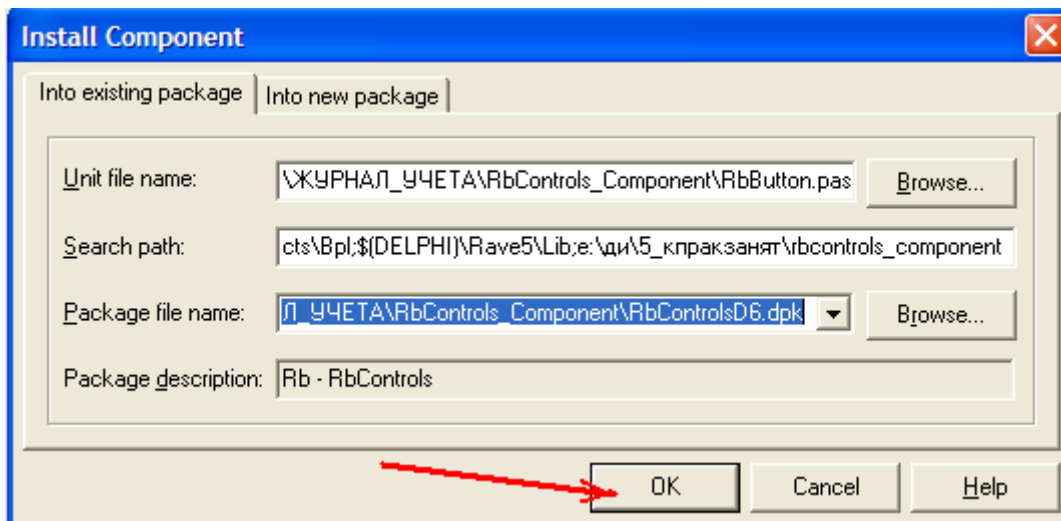 Install Component
Into existing package Into new package
Unit file name: \ЖУРНАЛ_УЧЕТА\RbControls_Component\RbButton.pas Browse...
Search path: cts\Bpl;$(DELPHI)\Rave5\Lib;e:\ди\5_кпракзанят\rbcontrols_component
Package file name: Л_УЧЕТА\RbControls_Component\RbControlsD6.dpk Browse...
Package description: Rb - RbControls
OK Cancel Help